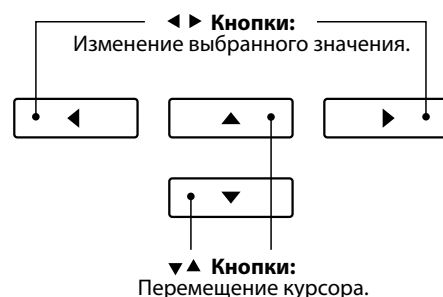 ◀ ▶ Кнопки:
Изменение выбранного значения.
▼▲ Кнопки:
Перемещение курсора.